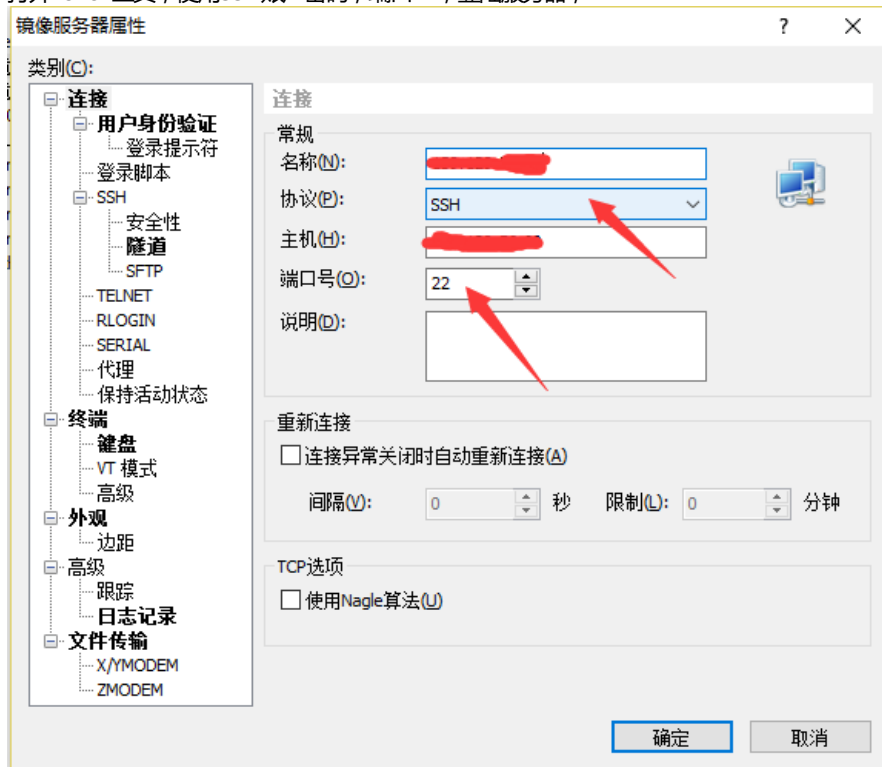 镜像服务器属性
?
类别(C):
连接
用户身份验证
登录提示符
登录脚本
SSH
安全性
隧道
SFTP
TELNET
RLOGIN
SERIAL
代理
保持活动状态
终端
键盘
VT 模式
高级
外观
边距
高级
跟踪
日志记录
文件传输
X/YMODEM
ZMODEM
连接
常规
名称(N):
协议(P):
SSH
主机(H):
端口号(O):
22
说明(D):
重新连接
连接异常关闭时自动重新连接(A)
间隔(V): 0 秒 限制(L): 0 分钟
TCP选项
使用Nagle算法(U)
确定 取消